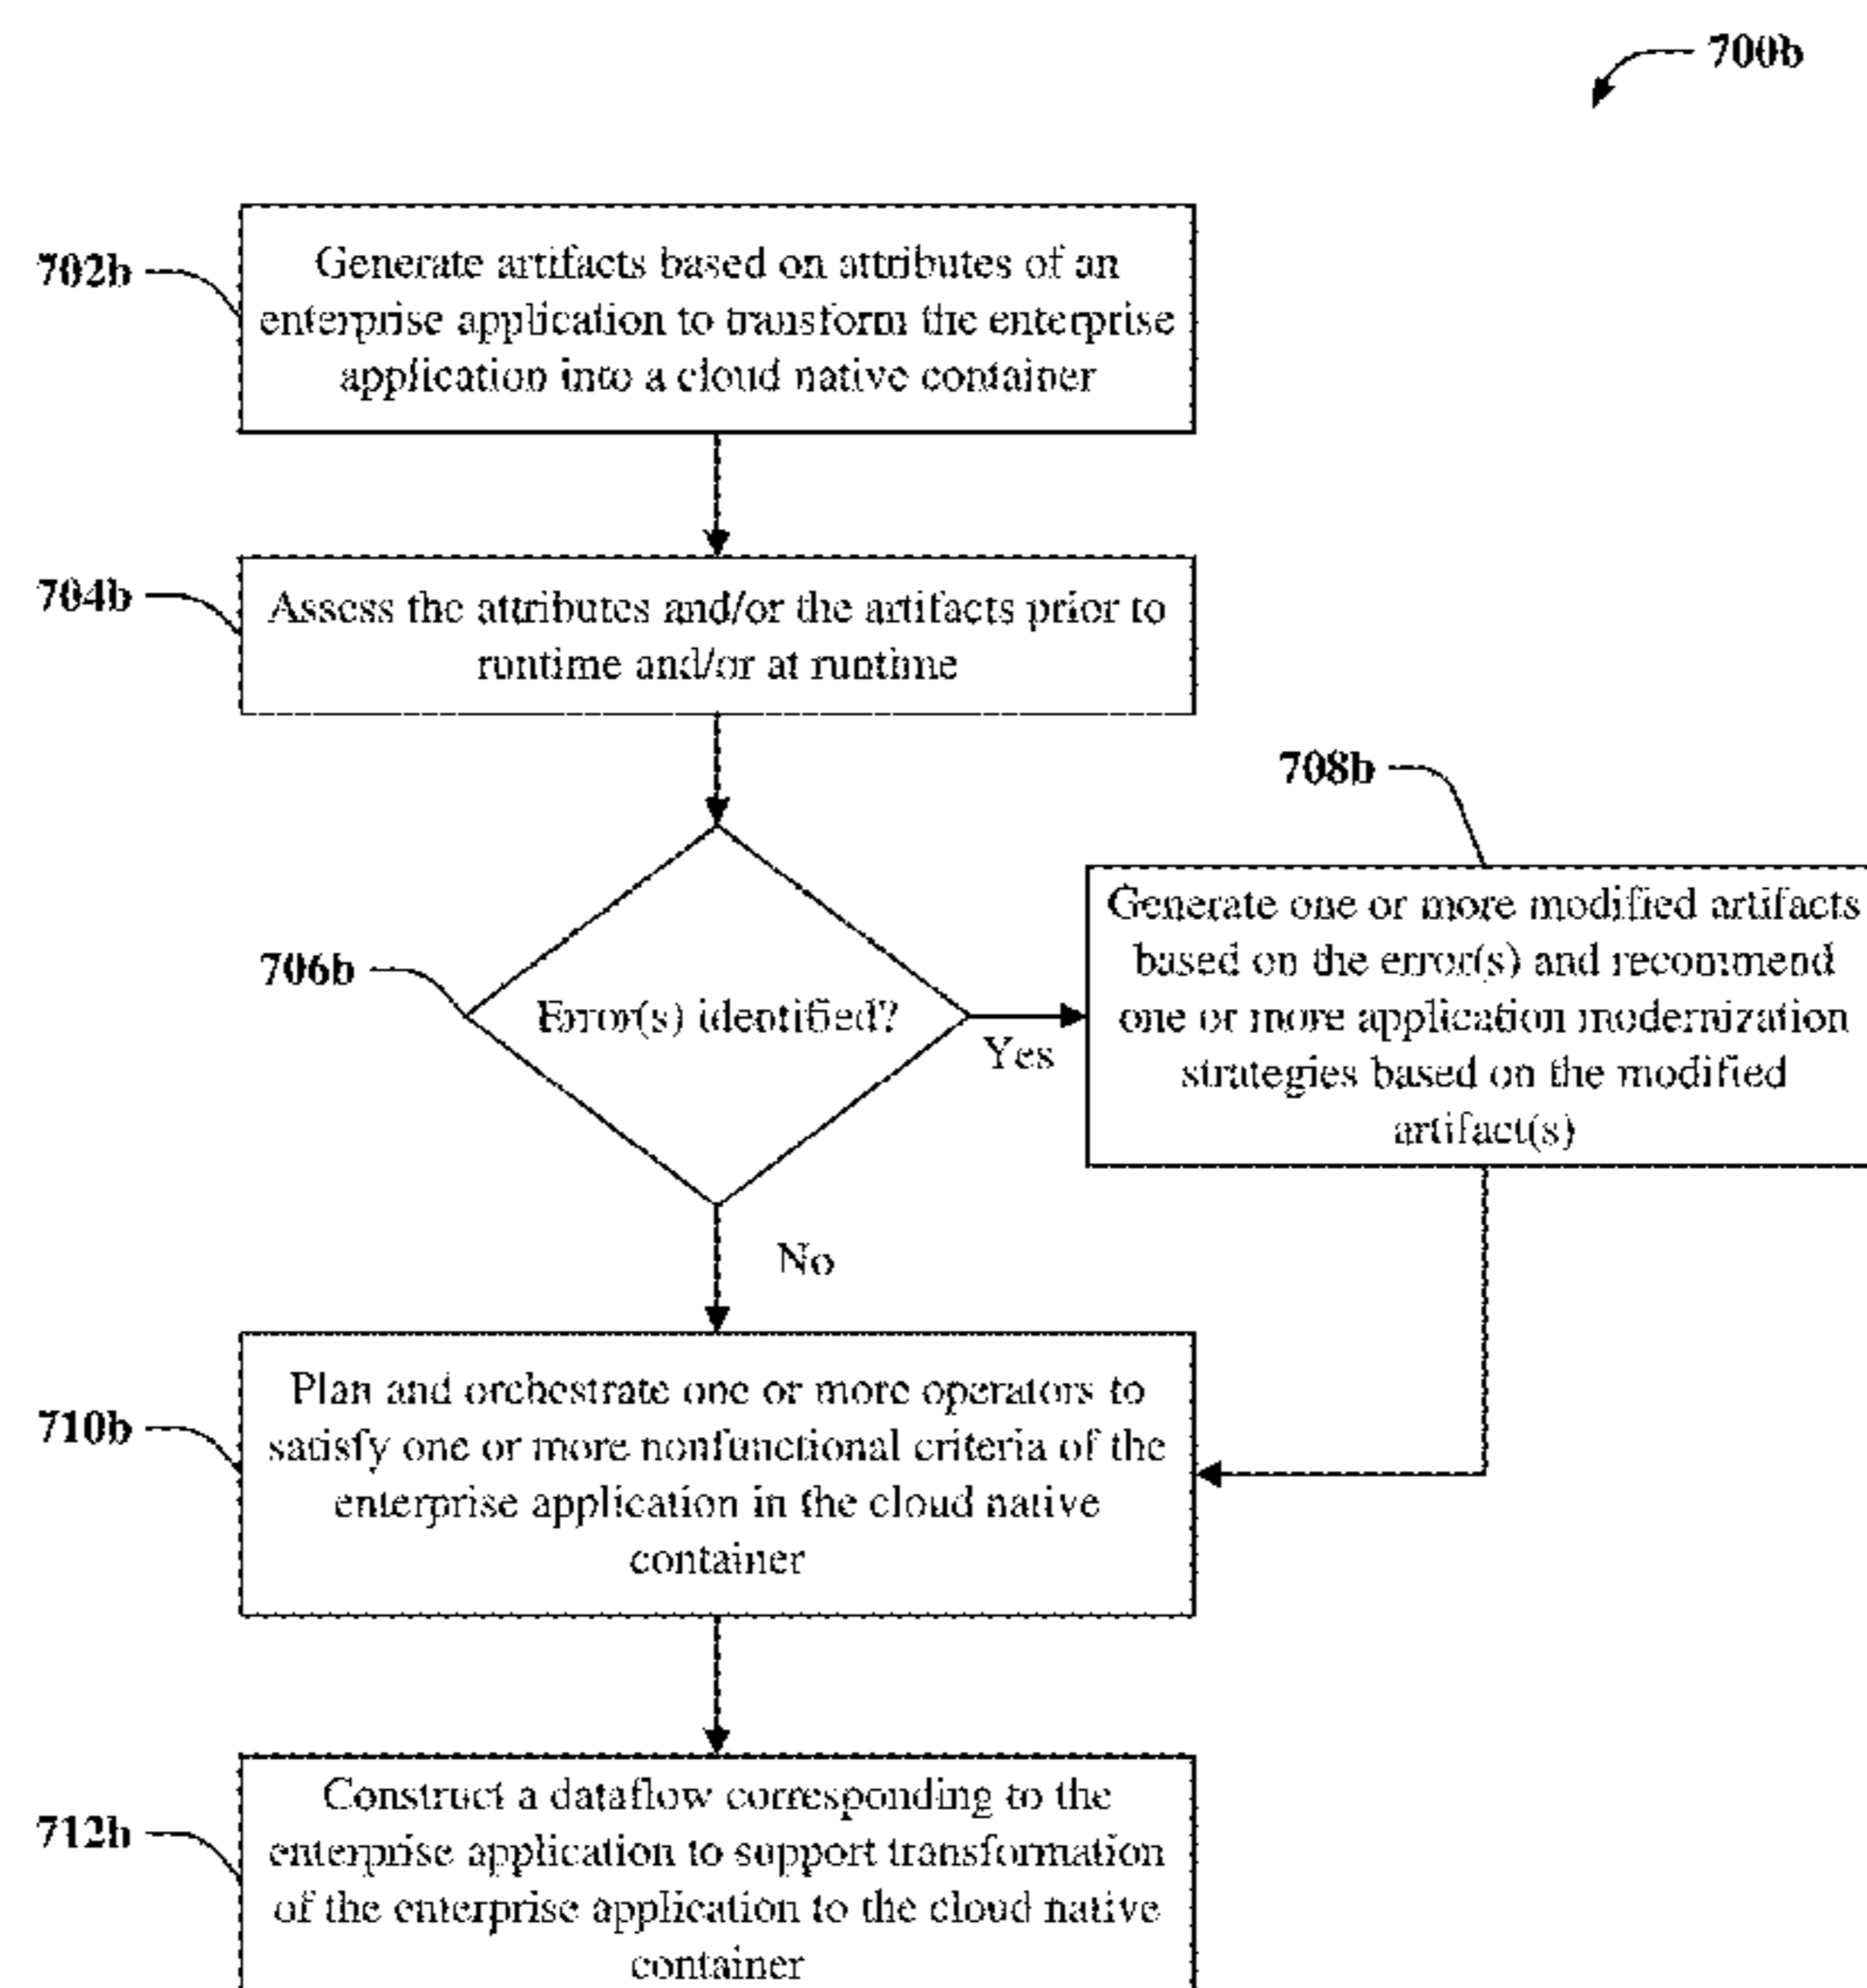 700b
702b
Generate artifacts based on attributes of an
enterprise application to transform the enterprise
application into a cloud native container
704b
Assess the attributes and/or the artifacts prior to
runtime and/or at runtime
706b
Error(s) identified?
Yes
708b
Generate one or more modified artifacts
based on the error(s) and recommend
one or more application modernization
strategies based on the modified
artifact(s)
No
710b
Plan and orchestrate one or more operators to
satisfy one or more nonfunctional criteria of the
enterprise application in the cloud native
container
712b
Construct a dataflow corresponding to the
enterprise application to support transformation
of the enterprise application to the cloud native
container